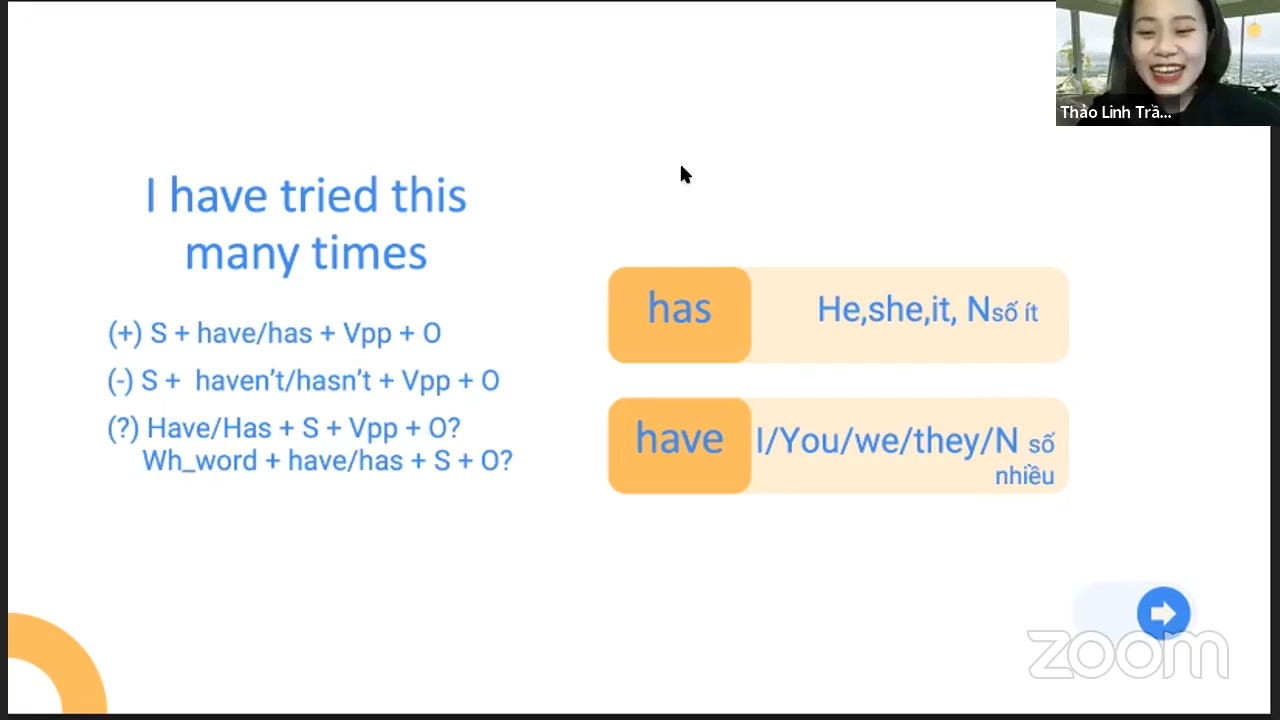 Thảo Linh Trầ...
I have tried this
many times
(+) S + have/has + Vpp + O
(-) S + haven't/hasn't + Vpp + O
(?) Have/Has + S + Vpp + O?
Wh_word + have/has + S + O?
has
He,she,it, N số ít
have
I/You/we/they/N số
nhiều
zoom